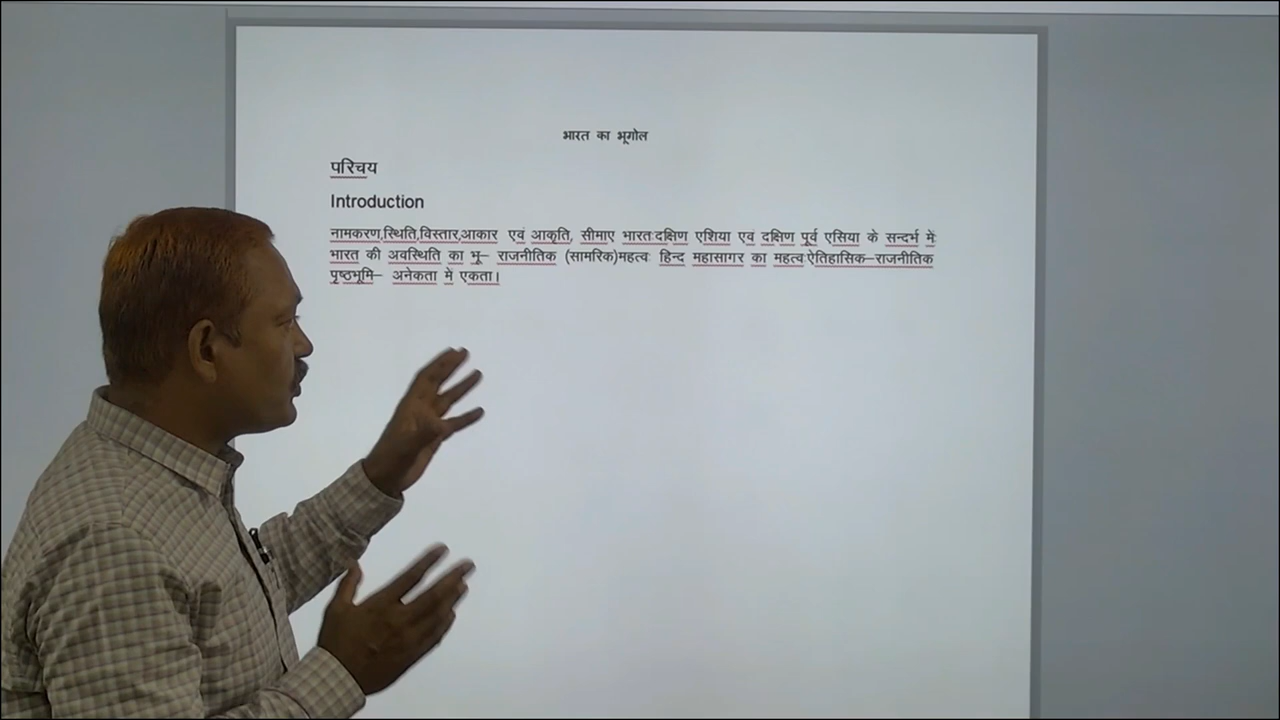 भारत का भूगोल
परिचय
Introduction
नामकरण,स्थिति,विस्तार,आकार एवं आकृति, सीमाए भारतःदक्षिण एशिया एवं दक्षिण पूर्व एसिया के सन्दर्भ में:
भारत की अवस्थिति का भू– राजनीतिक (सामरिक)महत्वः हिन्द महासागर का महत्व ऐतिहासिक–राजनीतिक
पृष्ठभूमि– अनेकता में एकता।